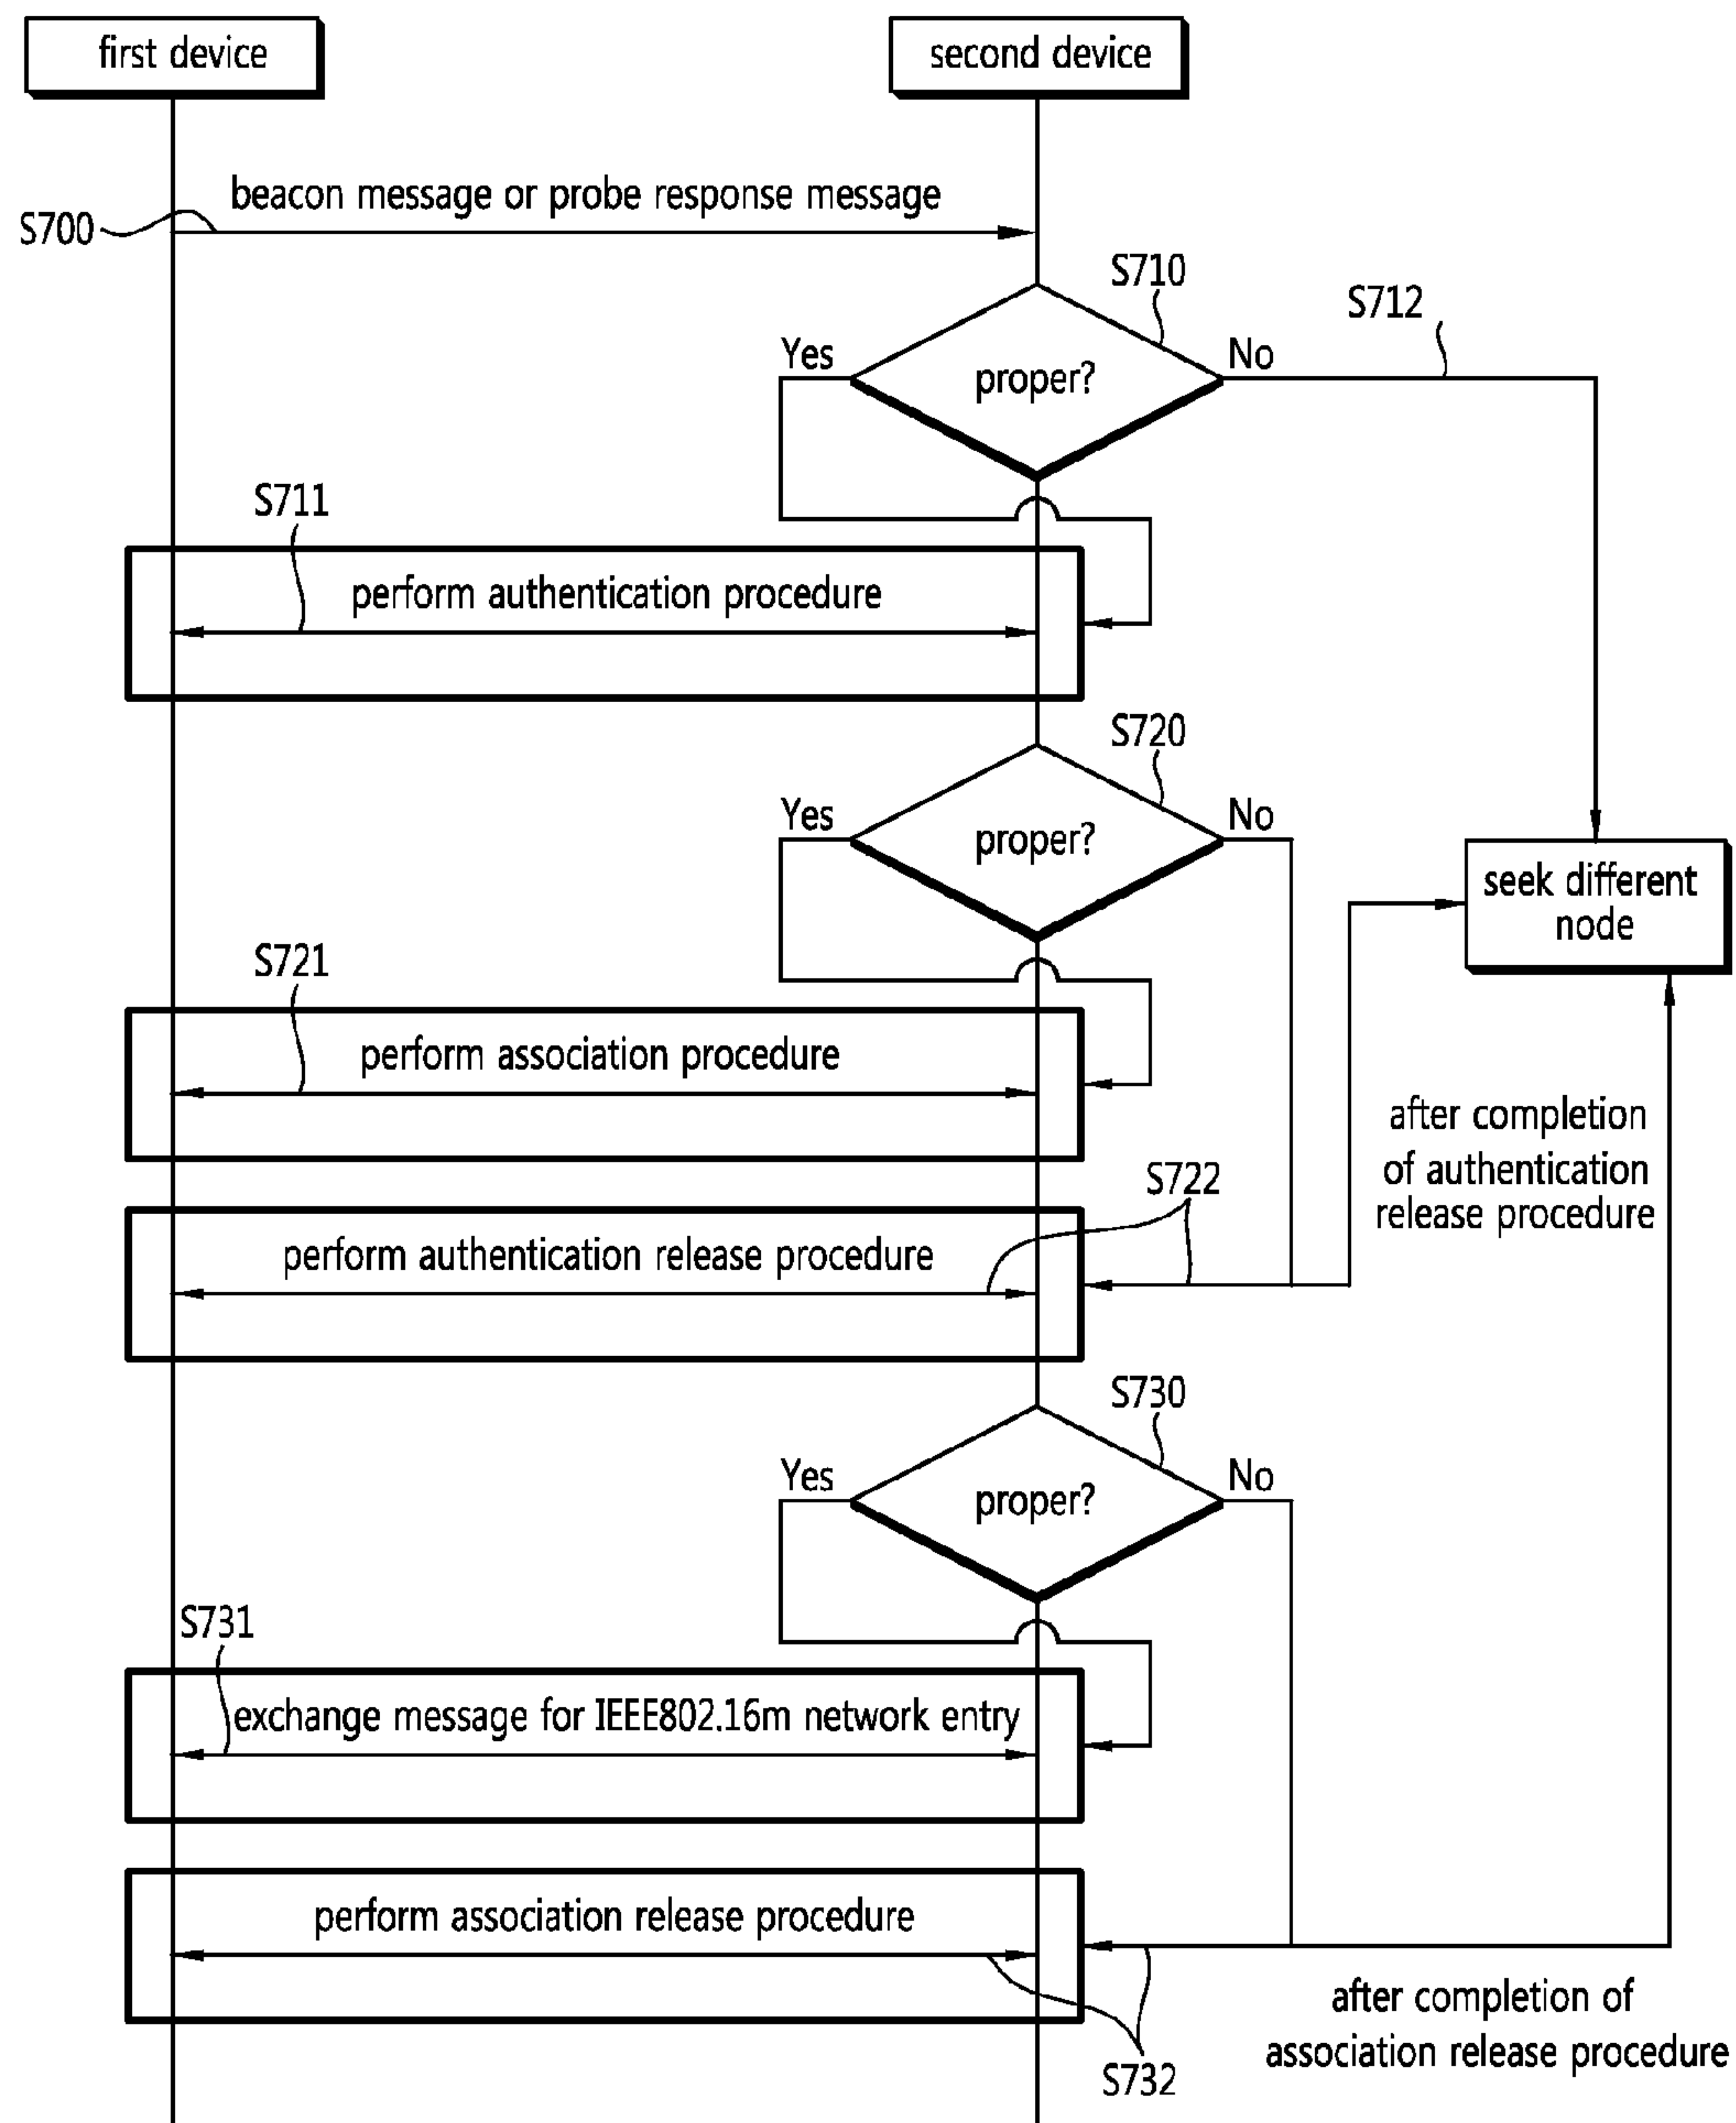 first device
second device
beacon message or probe response message
S700
S710
S712
Yes
proper?
No
S711
perform authentication procedure
S720
Yes
proper?
No
seek different
node
S721
perform association procedure
after completion
of authentication
release procedure
S722
perform authentication release procedure
S730
Yes
proper?
No
S731
exchange message for IEEE802.16m network entry
perform association release procedure
after completion of
association release procedure
S732